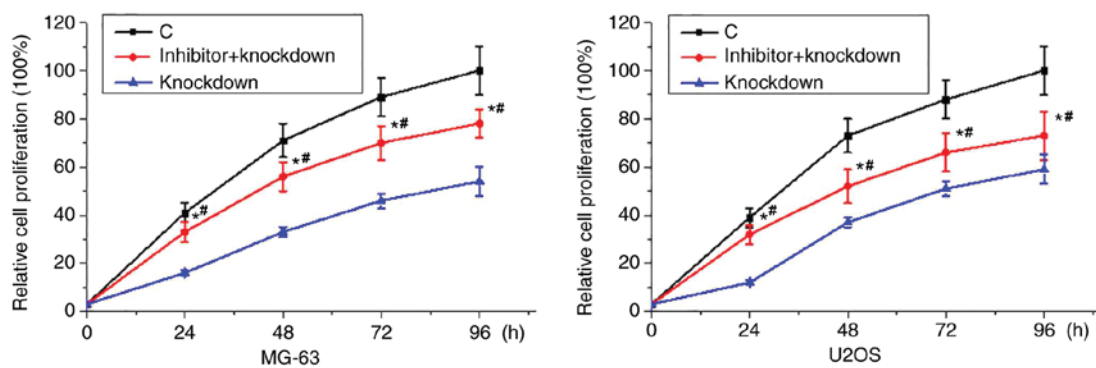 Relative cell proliferation (100%)
120
100
80
60
40
20
0
C
Inhibitor+knockdown
Knockdown
*#
*#
*#
*#
0 24 48 72 96 (h)
MG-63
Relative cell proliferation (100%)
120
100
80
60
40
20
0
C
Inhibitor+knockdown
Knockdown
*#
*#
*#
*#
0 24 48 72 96 (h)
U2OS